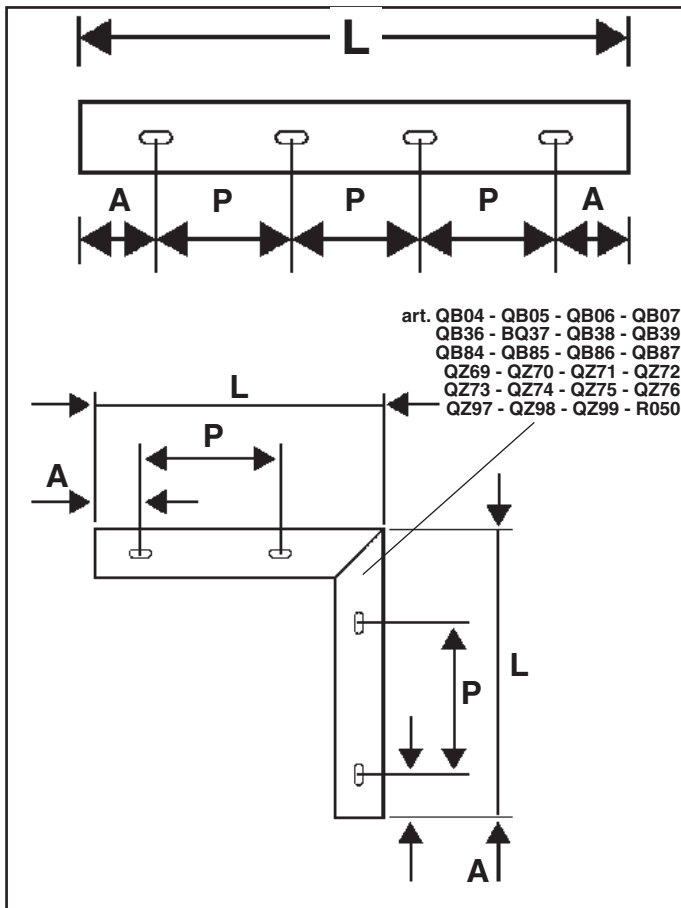 L
A P P P A
art. QB04 - QB05 - QB06 - QB07
QB36 - BQ37 - QB38 - QB39
QB84 - QB85 - QB86 - QB87
QZ69 - QZ70 - QZ71 - QZ72
QZ73 - QZ74 - QZ75 - QZ76
QZ97 - QZ98 - QZ99 - R050
L
P
A
L
P
A